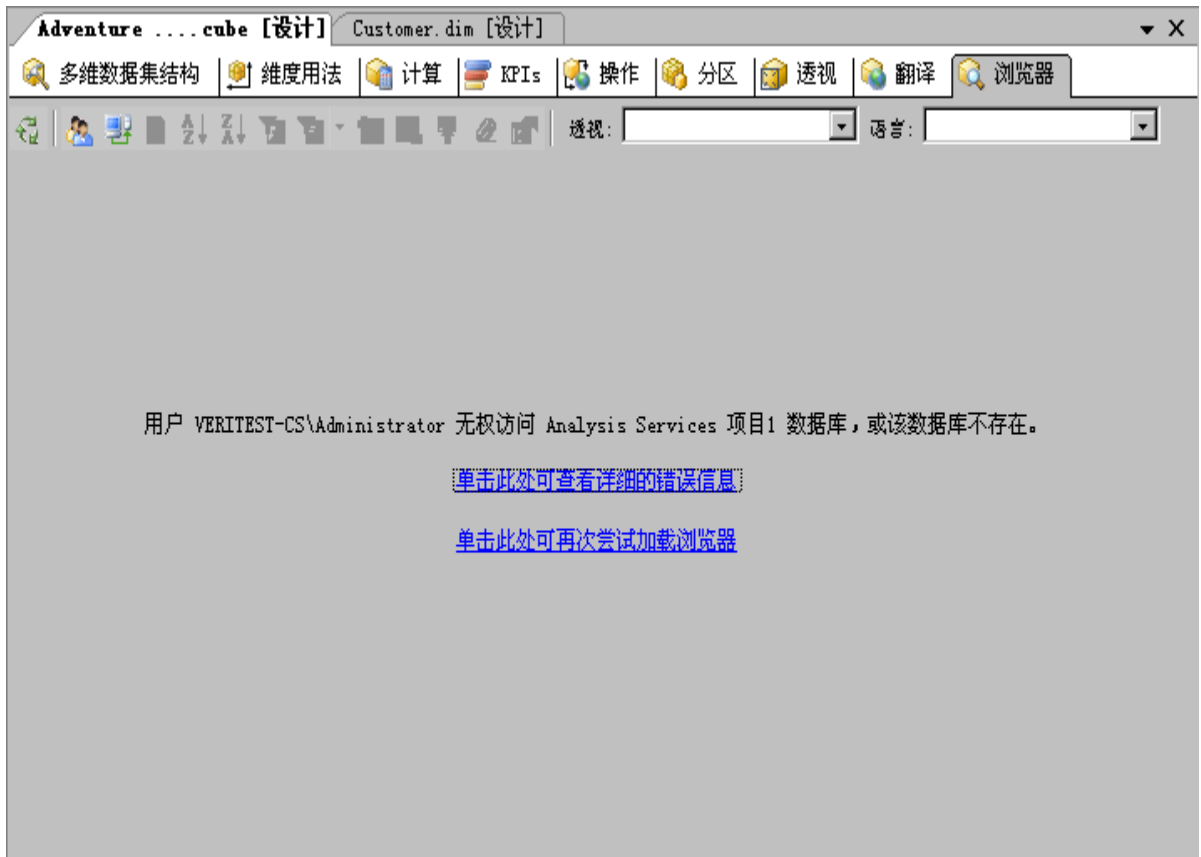 Adventure ....cube [设计] Customer.dim [设计]
多维数据集结构 维度用法 计算 KPIs 操作 分区 透视 翻译 浏览器
透视: 语言:
用户 VERITEST-CS\Administrator 无权访问 Analysis Services 项目1 数据库，或该数据库不存在。
单击此处可查看详细的错误信息
单击此处可再次尝试加载浏览器